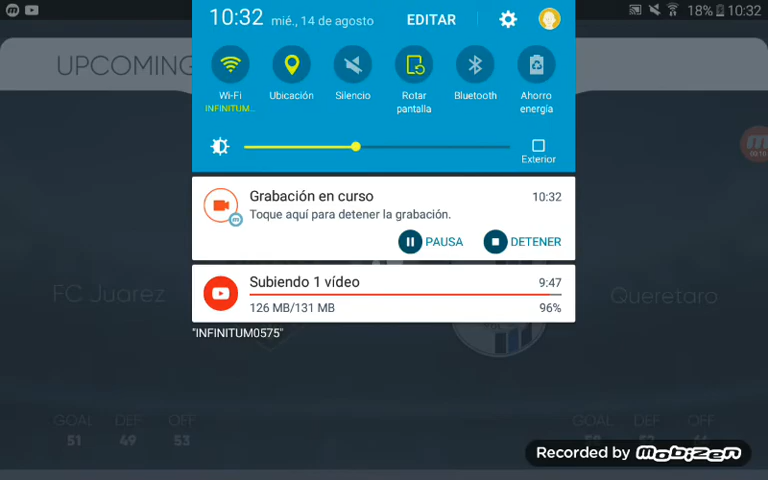 10:32 mié., 14 de agosto EDITAR
18% 10:32
UPCOMING
Wi-Fi
INFINITUM...
Ubicación
Silencio
Rotar
pantalla
Bluetooth
Ahorro
energía
Exterior
00:10
Grabación en curso 10:32
Toque aquí para detener la grabación.
PAUSA DETENER
Subiendo 1 vídeo 9:47
126 MB/131 MB 96%
"INFINITUM0575"
FC Juarez
Queretaro
GOAL DEF OFF
51 49 53
GOAL DEF OFF
Recorded by mobizen